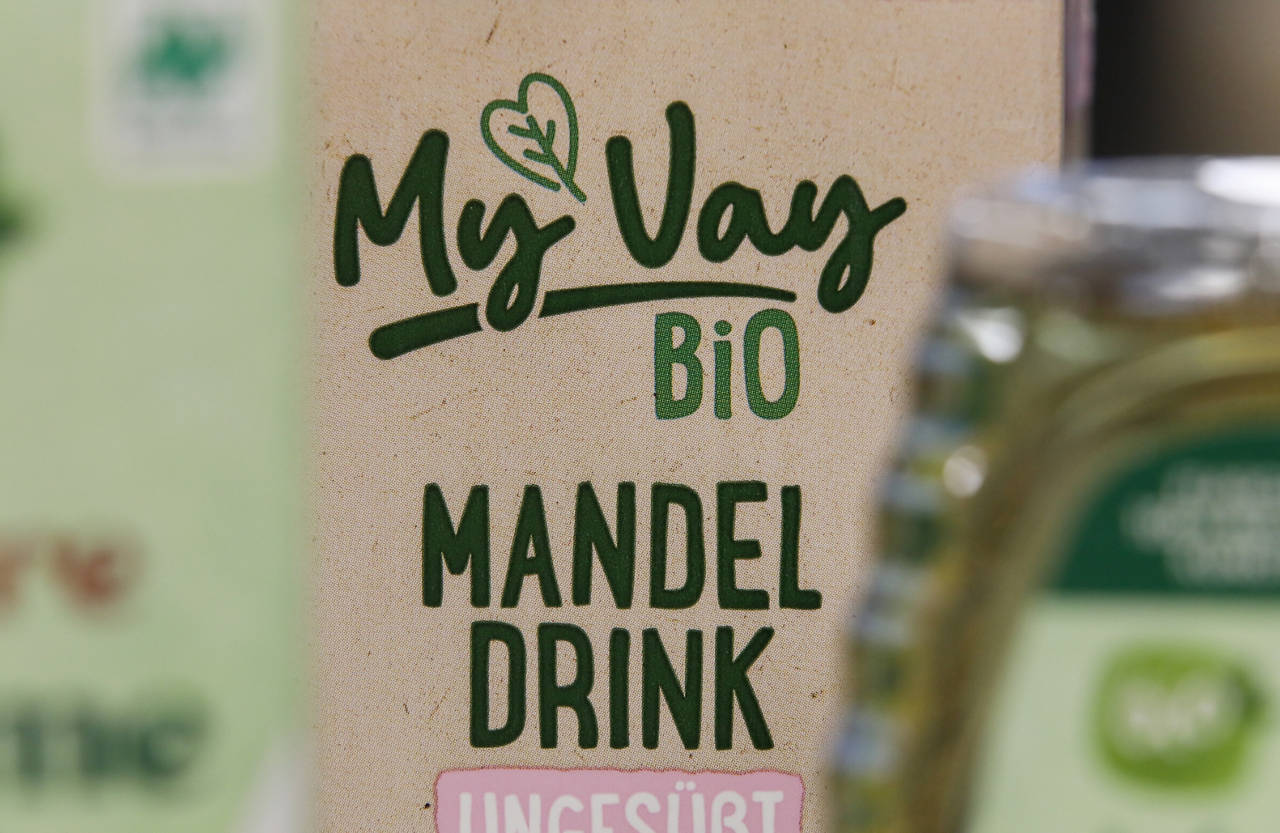 My Vay
BiO
MANDEL
DRINK
UNGESÜßT